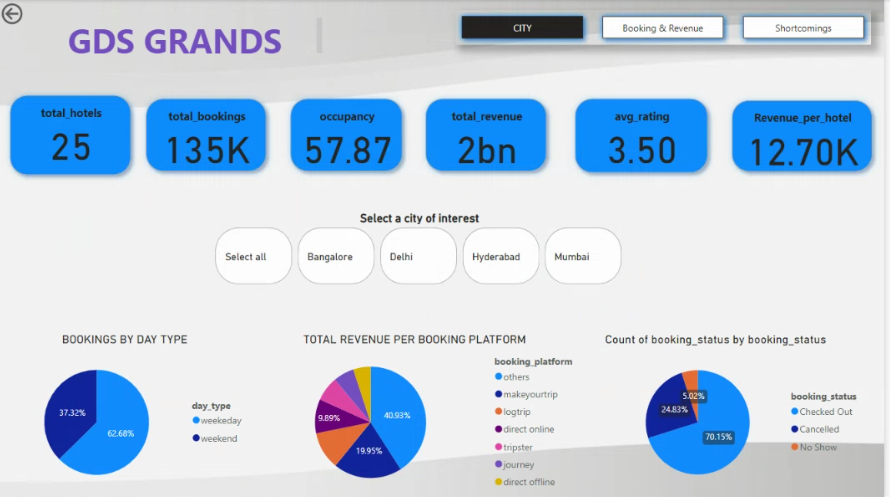 GDS GRANDS
CITY
Booking & Revenue
Shortcomings
total_hotels
25
total_bookings
135K
occupancy
57.87
total_revenue
2bn
avg_rating
3.50
Revenue_per_hotel
12.70K
Select a city of interest
Select all
Bangalore
Delhi
Hyderabad
Mumbai
BOOKINGS BY DAY TYPE
37.32%
62.68%
day_type
weekeday
weekend
TOTAL REVENUE PER BOOKING PLATFORM
9.89%
40.93%
19.95%
booking_platform
others
makeyourtrip
logtrip
direct online
tripster
journey
direct offline
Count of booking_status by booking_status
5.02%
24.83%
70.15%
booking_status
Checked Out
Cancelled
No Show